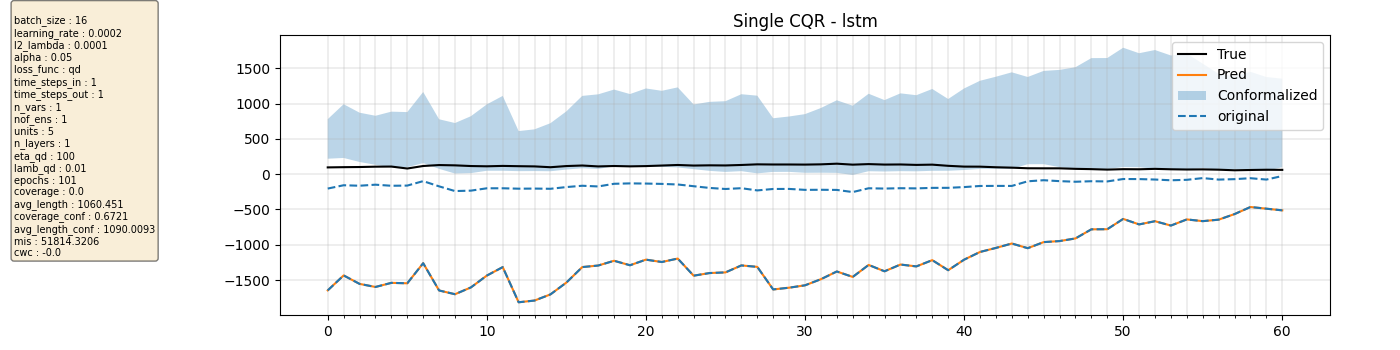 batch_size : 16
learning_rate : 0.0002
l2_lambda : 0.0001
alpha : 0.05
loss_func : qd
time_steps_in : 1
time_steps_out : 1
n_vars : 1
nof_ens : 1
units : 5
n_layers : 1
eta_qd : 100
lamb_qd : 0.01
epochs : 101
coverage : 0.0
avg_length : 1060.451
coverage_conf : 0.6721
avg_length_conf : 1090.0093
mis : 51814.3206
cwc : -0.0
Single CQR - lstm
1500
1000
500
0
−500
−1000
−1500
True
Pred
Conformalized
original
0
10
20
30
40
50
60